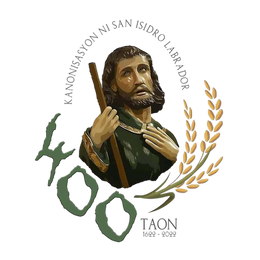 KANONISASYON NI SAN ISIDRO LABRADOR
400
TAON
1622 - 2022